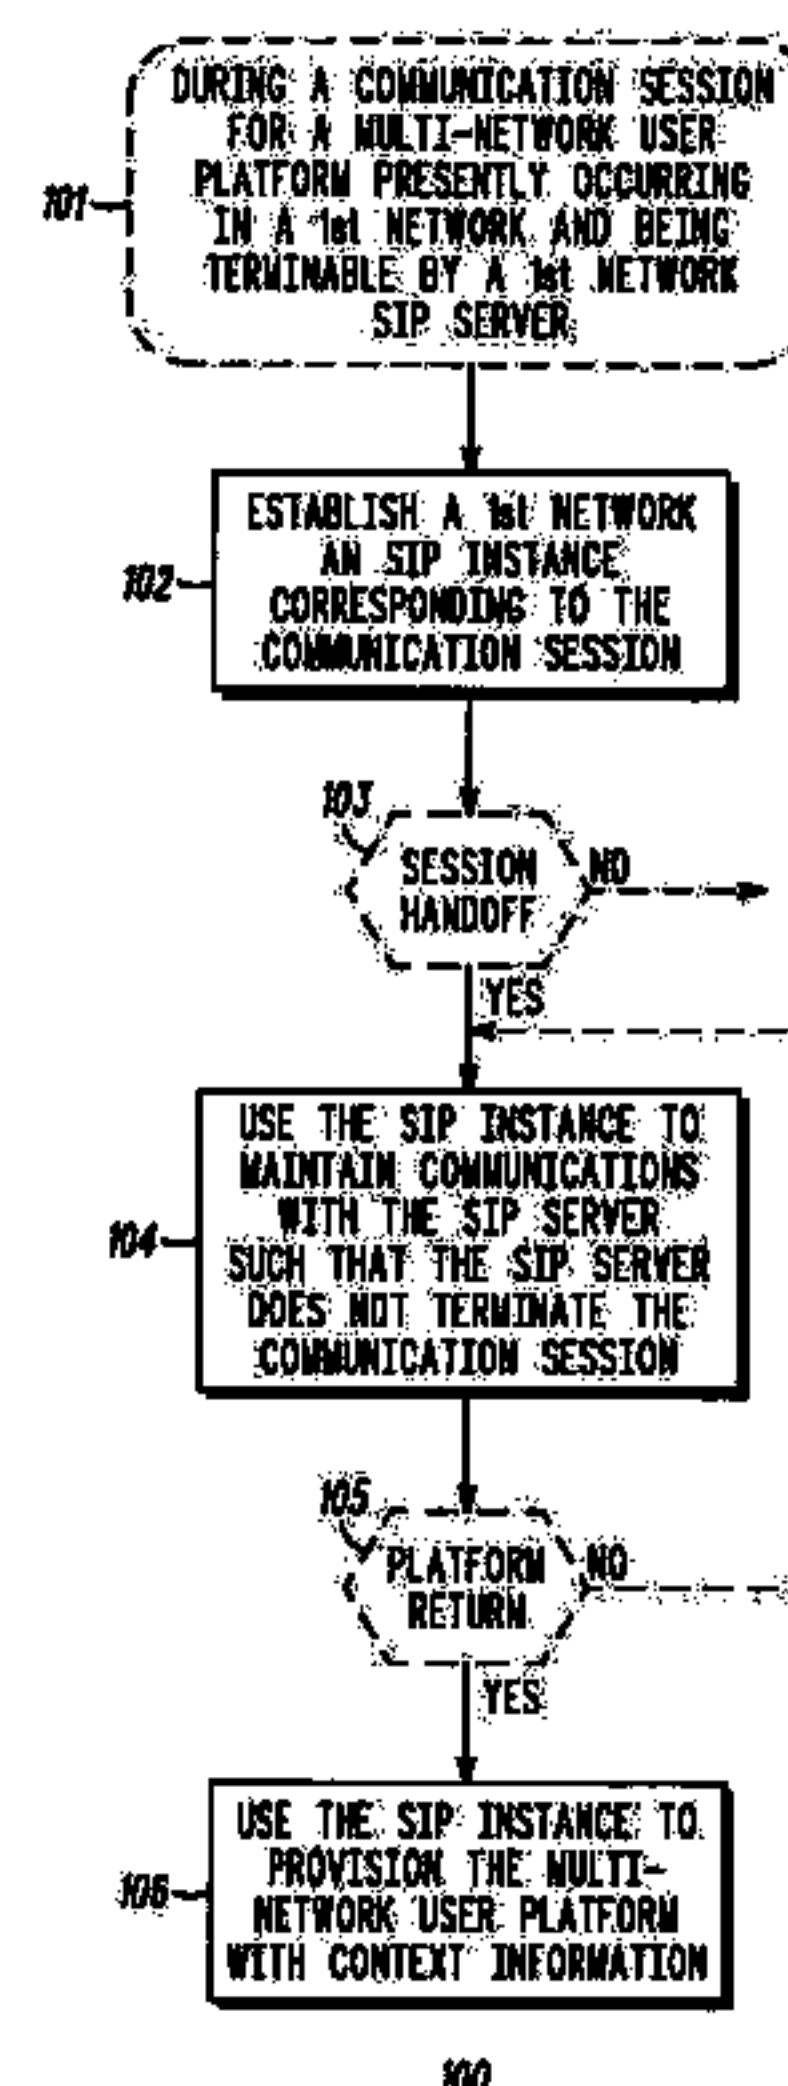 DURING A COMMUNICATION SESSION
FOR A MULTI-NETWORK USER
PLATFORM PRESENTLY OCCURRING
IN A 1st NETWORK AND BEING
TERMINABLE BY A 1st NETWORK
SIP SERVER
101
ESTABLISH A 1st NETWORK
AN SIP INSTANCE
CORRESPONDING TO THE
COMMUNICATION SESSION
102
103
SESSION
HANDOFF
NO
YES
USE THE SIP INSTANCE TO
MAINTAIN COMMUNICATIONS
WITH THE SIP SERVER
SUCH THAT THE SIP SERVER
DOES NOT TERMINATE THE
COMMUNICATION SESSION
104
105
PLATFORM
RETURN
NO
YES
USE THE SIP INSTANCE TO
PROVISION THE MULTI-
NETWORK USER PLATFORM
WITH CONTEXT INFORMATION
106
100